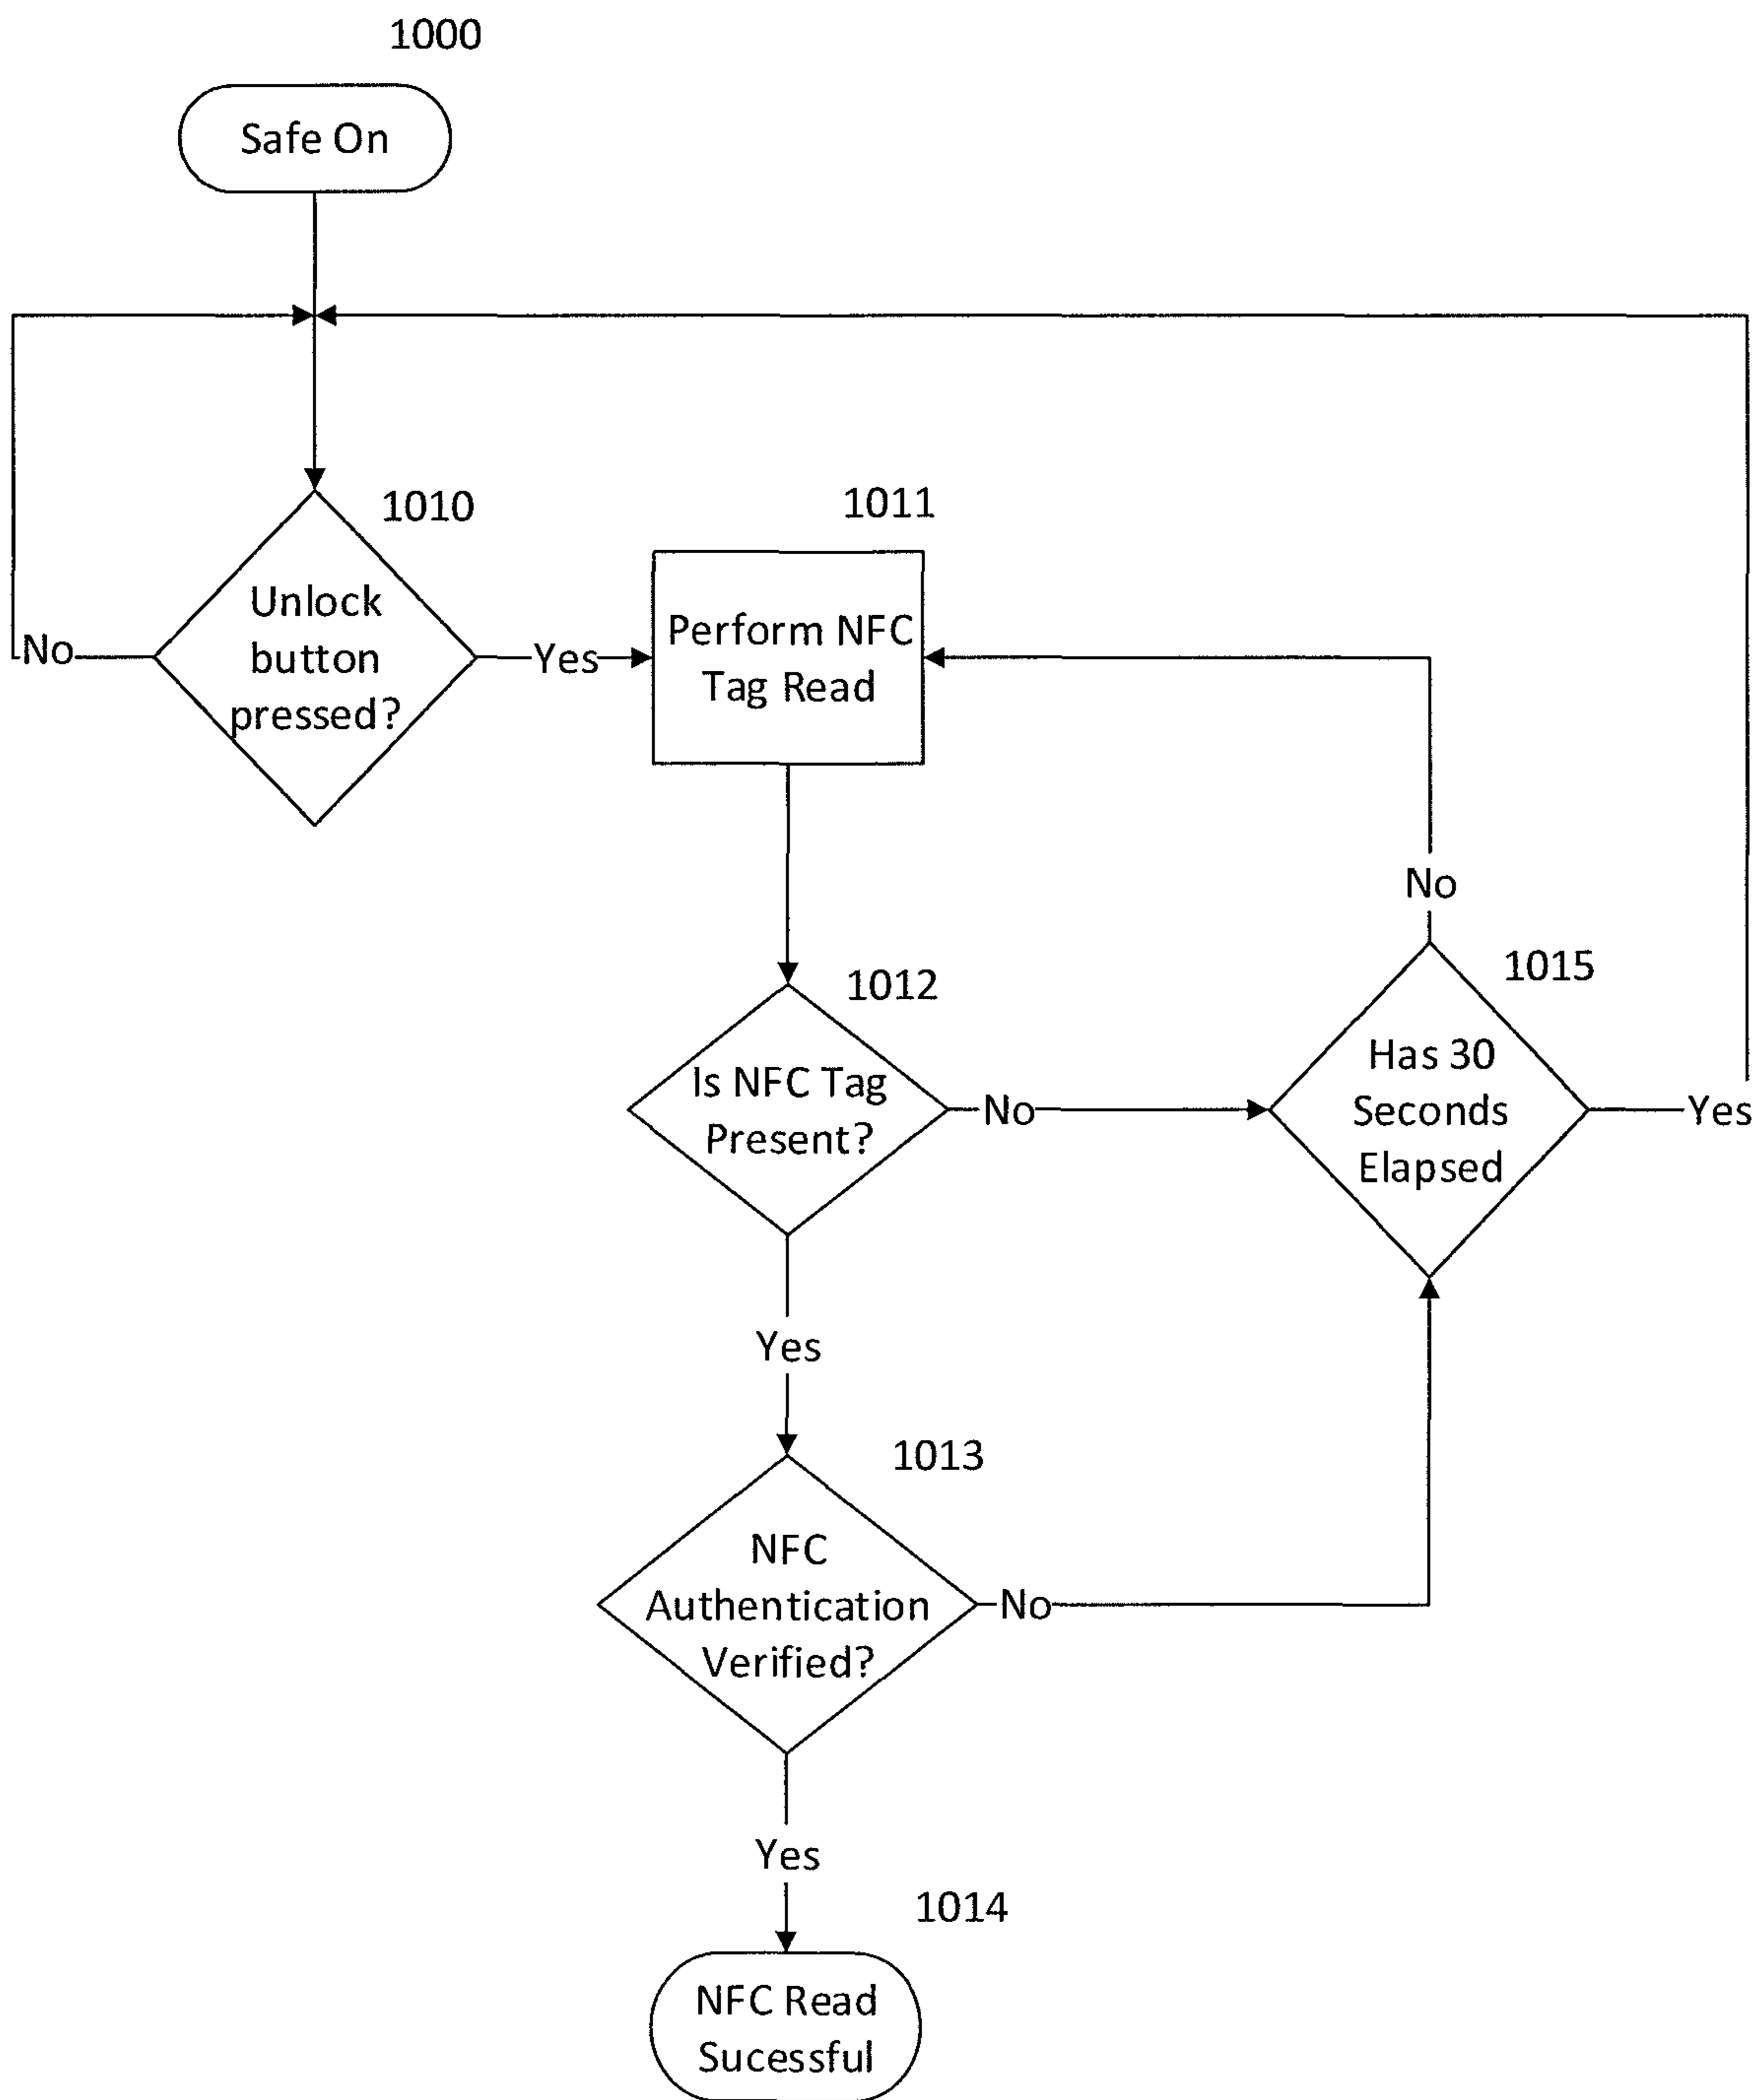 1000
Safe On
1010
Unlock
button
pressed?
No
Yes
1011
Perform NFC
Tag Read
1012
Is NFC Tag
Present?
No
Yes
1015
Has 30
Seconds
Elapsed
No
Yes
1013
NFC
Authentication
Verified?
No
Yes
1014
NFC Read
Sucessful